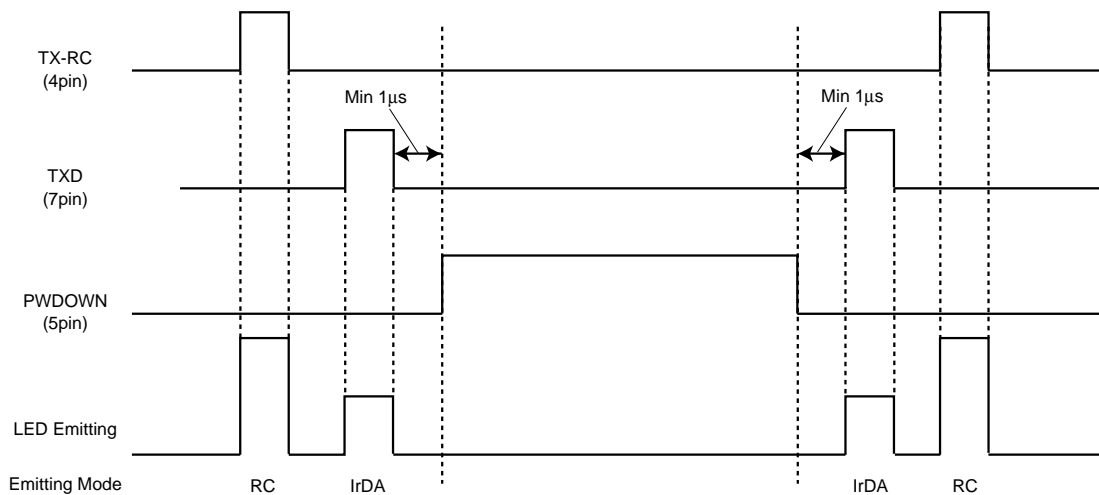 TX-RC
(4pin)
Min 1μs
Min 1μs
TXD
(7pin)
PWDOWN
(5pin)
LED Emitting
Emitting Mode RC IrDA IrDA RC